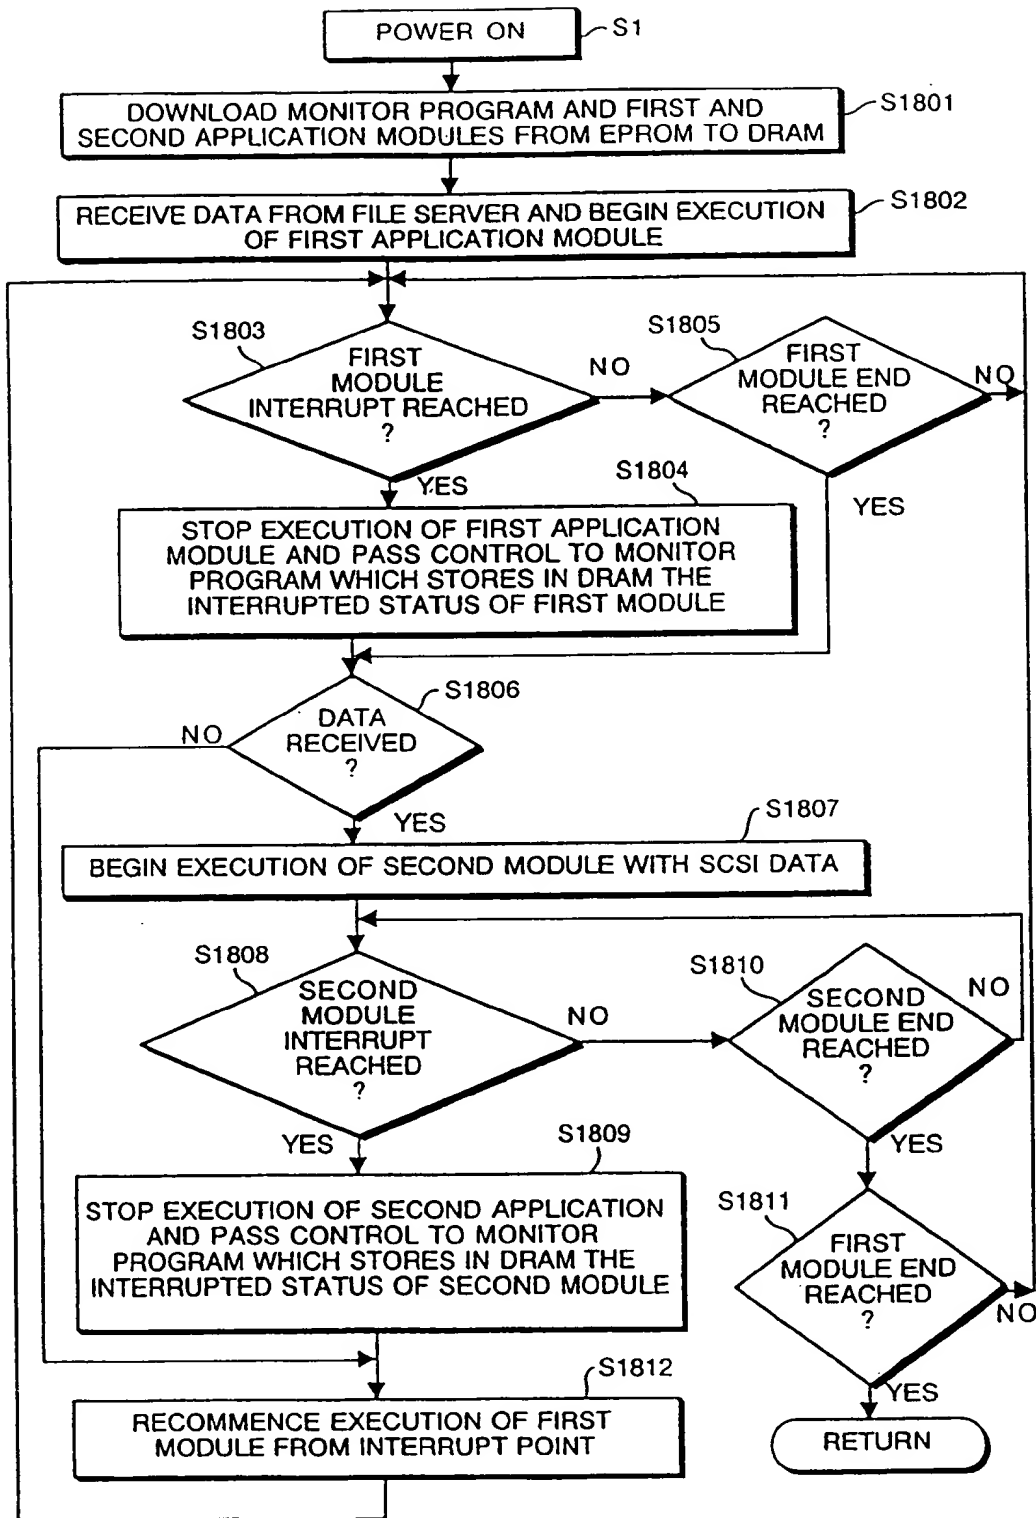 POWER ON
S1
DOWNLOAD MONITOR PROGRAM AND FIRST AND
SECOND APPLICATION MODULES FROM EPROM TO DRAM
S1801
RECEIVE DATA FROM FILE SERVER AND BEGIN EXECUTION
OF FIRST APPLICATION MODULE
S1802
S1803
FIRST
MODULE
INTERRUPT REACHED
?
NO
YES
S1805
FIRST
MODULE END
REACHED
?
NO
YES
S1804
STOP EXECUTION OF FIRST APPLICATION
MODULE AND PASS CONTROL TO MONITOR
PROGRAM WHICH STORES IN DRAM THE
INTERRUPTED STATUS OF FIRST MODULE
S1806
DATA
RECEIVED
?
NO
YES
S1807
BEGIN EXECUTION OF SECOND MODULE WITH SCSI DATA
S1808
SECOND
MODULE
INTERRUPT
REACHED
?
NO
YES
S1810
SECOND
MODULE END
REACHED
?
NO
YES
S1809
STOP EXECUTION OF SECOND APPLICATION
AND PASS CONTROL TO MONITOR
PROGRAM WHICH STORES IN DRAM THE
INTERRUPTED STATUS OF SECOND MODULE
S1811
FIRST
MODULE END
REACHED
?
NO
YES
S1812
RECOMMENCE EXECUTION OF FIRST
MODULE FROM INTERRUPT POINT
RETURN